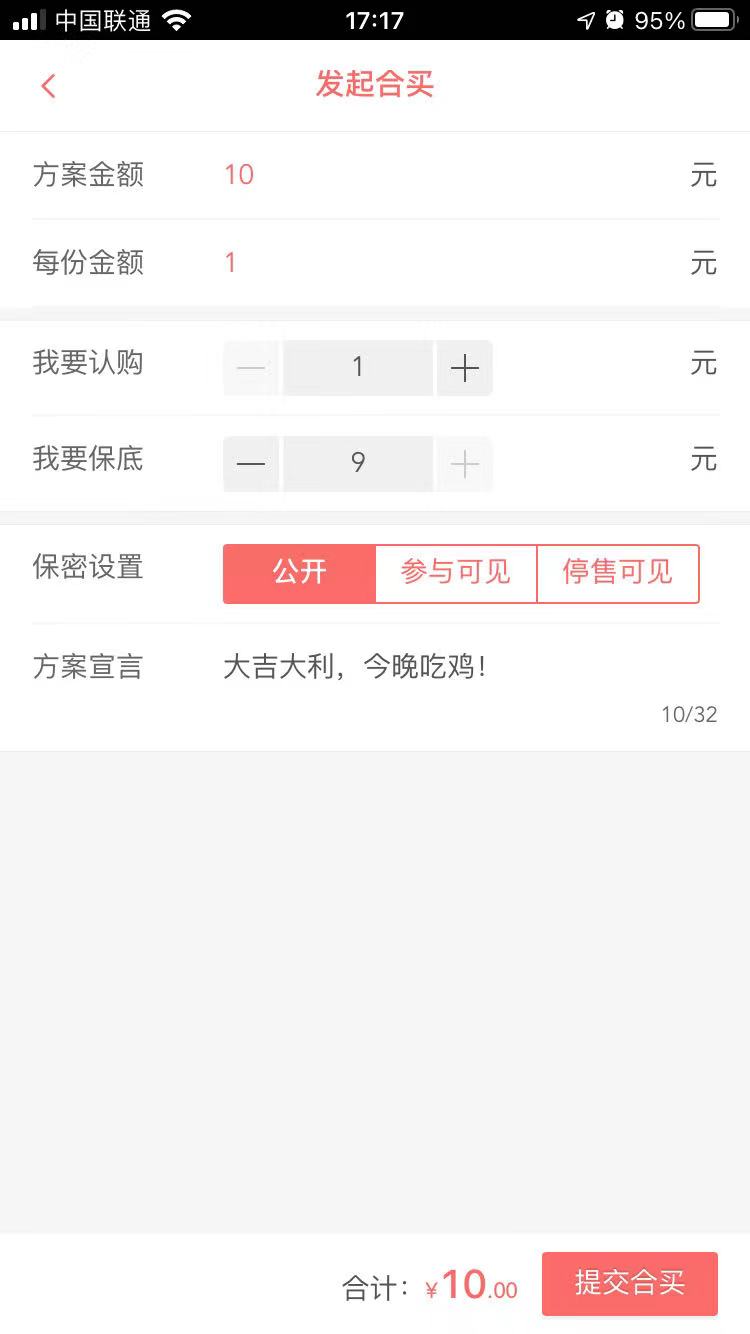 中国联通 17:17 95%
发起合买
方案金额 10 元
每份金额 1 元
我要认购 — 1 + 元
我要保底 — 9 + 元
保密设置 公开 参与可见 停售可见
方案宣言 大吉大利，今晚吃鸡！
10/32
合计：¥10.00 提交合买